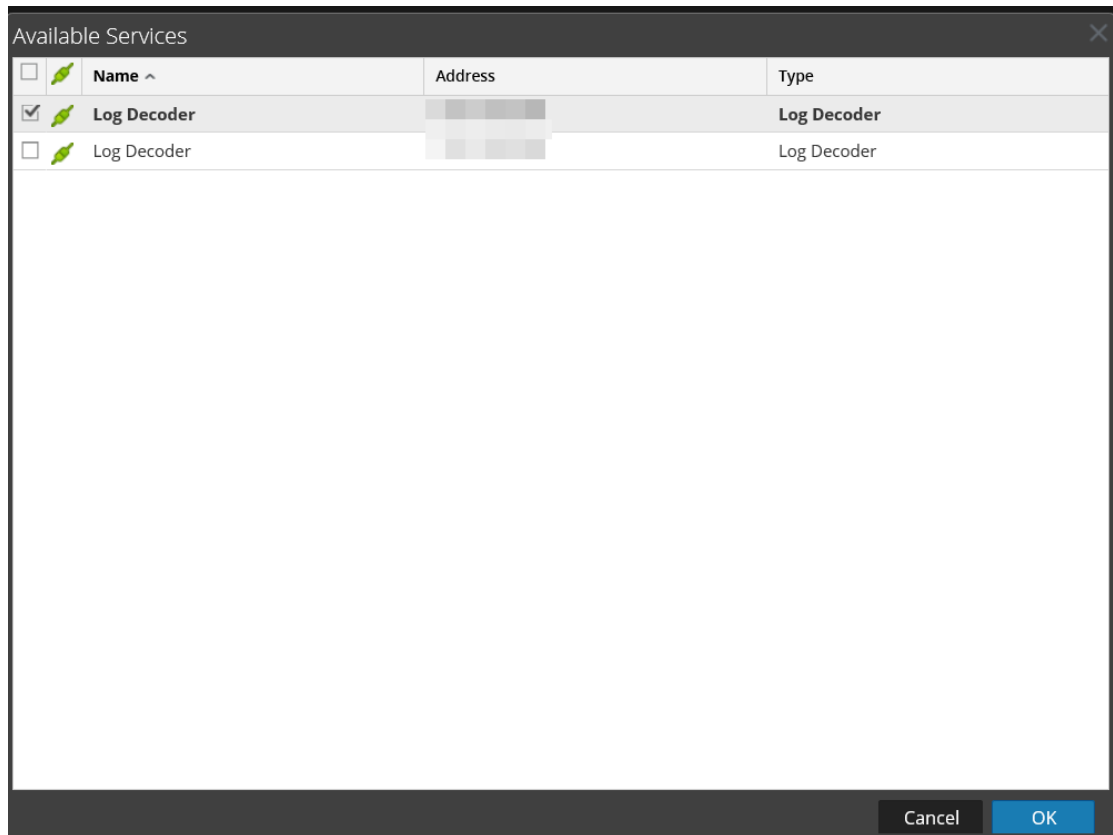 Available Services
Name Address Type
Log Decoder Log Decoder
Log Decoder Log Decoder
Cancel OK